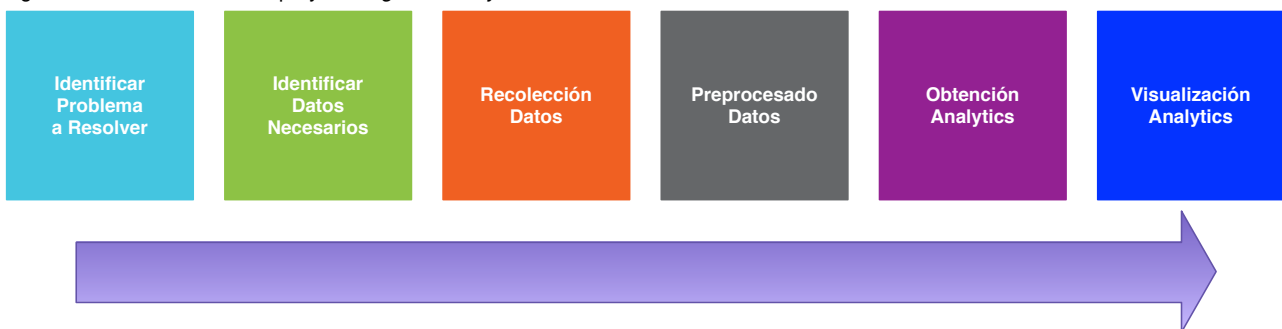 Identificar
Problema
a Resolver
Identificar
Datos
Necesarios
Recolección
Datos
Preprocesado
Datos
Obtención
Analytics
Visualización
Analytics